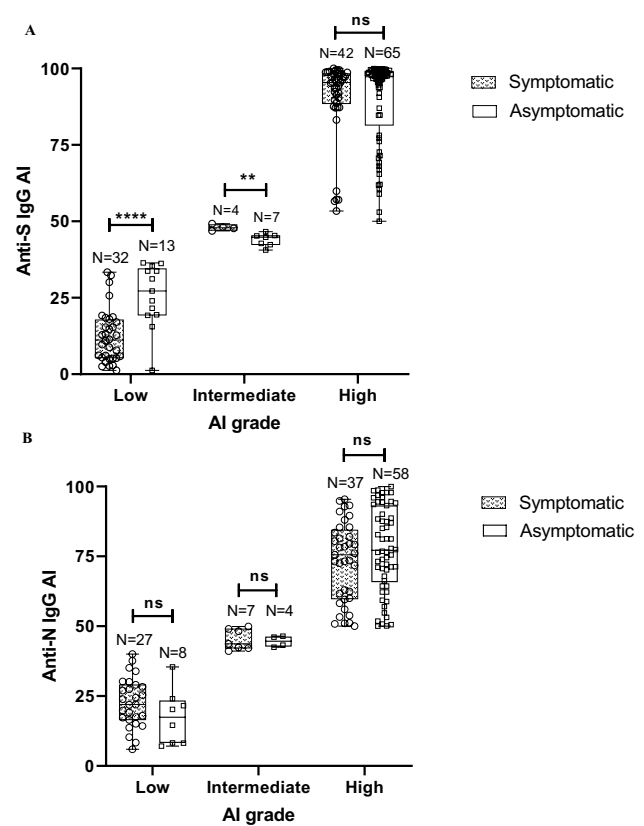 A
ns
N=42 N=65
100
Symptomatic
Asymptomatic
75
**
N=4
N=7
50
****
N=32
N=13
25
0
Anti-S IgG AI
Low Intermediate High
AI grade
B
ns
N=37
N=58
100
Symptomatic
Asymptomatic
75
ns
N=7 N=4
50
ns
N=27
N=8
25
0
Anti-N IgG AI
Low Intermediate High
AI grade